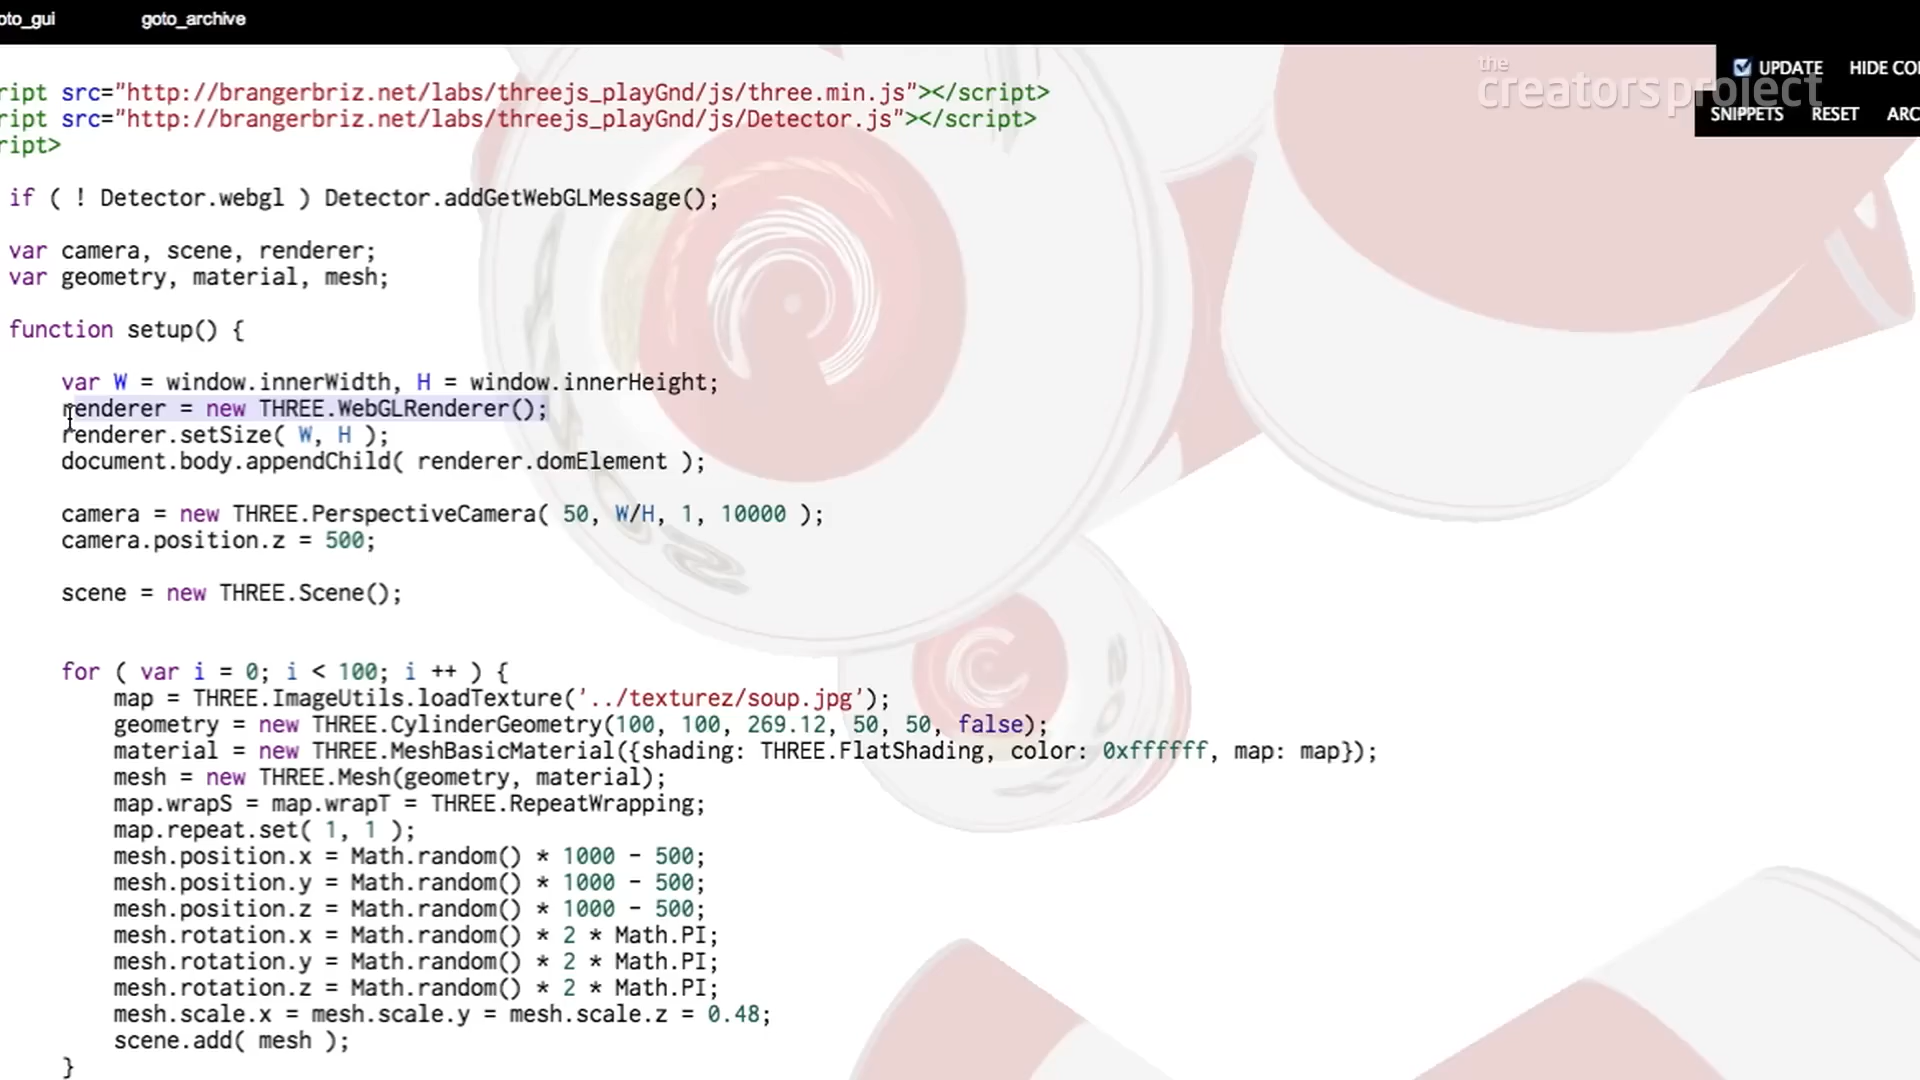 oto_gui goto_archive
UPDATE HIDE CO
SNIPPETS RESET ARC
the
creatorsproject
ript src="http://brangerbriz.net/labs/threejs_playGnd/js/three.min.js"></script>
ript src="http://brangerbriz.net/labs/threejs_playGnd/js/Detector.js"></script>
ript>
if ( ! Detector.webgl ) Detector.addGetWebGLMessage();
var camera, scene, renderer;
var geometry, material, mesh;
function setup() {
var W = window.innerWidth, H = window.innerHeight;
renderer = new THREE.WebGLRenderer();
renderer.setSize( W, H );
document.body.appendChild( renderer.domElement );
camera = new THREE.PerspectiveCamera( 50, W/H, 1, 10000 );
camera.position.z = 500;
scene = new THREE.Scene();
for ( var i = 0; i < 100; i ++ ) {
map = THREE.ImageUtils.loadTexture('../texturez/soup.jpg');
geometry = new THREE.CylinderGeometry(100, 100, 269.12, 50, 50, false);
material = new THREE.MeshBasicMaterial({shading: THREE.FlatShading, color: 0xffffff, map: map});
mesh = new THREE.Mesh(geometry, material);
map.wrapS = map.wrapT = THREE.RepeatWrapping;
map.repeat.set( 1, 1 );
mesh.position.x = Math.random() * 1000 - 500;
mesh.position.y = Math.random() * 1000 - 500;
mesh.position.z = Math.random() * 1000 - 500;
mesh.rotation.x = Math.random() * 2 * Math.PI;
mesh.rotation.y = Math.random() * 2 * Math.PI;
mesh.rotation.z = Math.random() * 2 * Math.PI;
mesh.scale.x = mesh.scale.y = mesh.scale.z = 0.48;
scene.add( mesh );
}